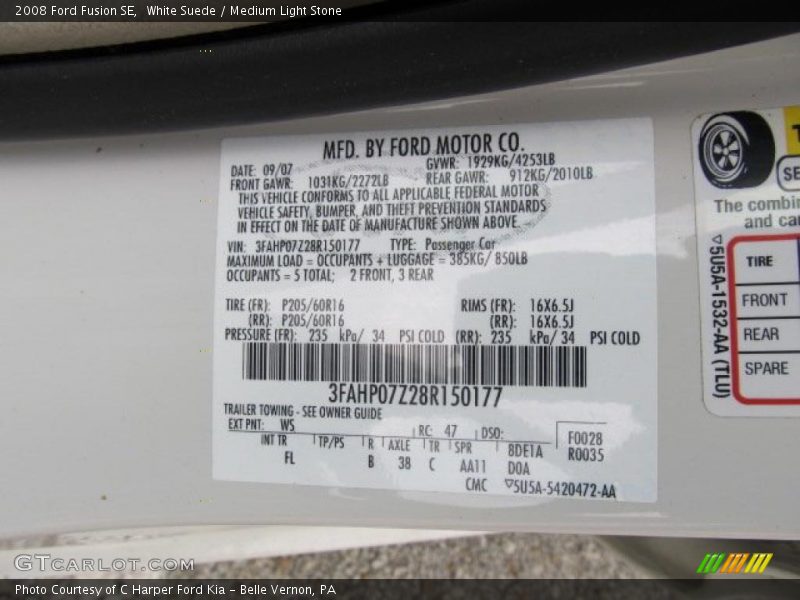 2008 Ford Fusion SE, White Suede / Medium Light Stone
MFD. BY FORD MOTOR CO.
DATE: 09/07 GVWR: 1929KG/4253LB
FRONT GAWR: 1031KG/2272LB REAR GAWR: 912KG/2010LB
THIS VEHICLE CONFORMS TO ALL APPLICABLE FEDERAL MOTOR
VEHICLE SAFETY, BUMPER, AND THEFT PREVENTION STANDARDS
IN EFFECT ON THE DATE OF MANUFACTURE SHOWN ABOVE.
VIN: 3FAHP07Z28R150177 TYPE: Passenger Car
MAXIMUM LOAD = OCCUPANTS + LUGGAGE = 385KG/ 850LB
OCCUPANTS = 5 TOTAL; 2 FRONT, 3 REAR
TIRE (FR): P205/60R16 RIMS (FR): 16X6.5J
(RR): P205/60R16 (RR): 16X6.5J
PRESSURE (FR): 235 kPa/ 34 PSI COLD (RR): 235 kPa/ 34 PSI COLD
3FAHP07Z28R150177
TRAILER TOWING - SEE OWNER GUIDE
EXT PNT: WS RC: 47 DSO: F0028
INT TR TP/PS R AXLE TR SPR 8DE1A R0035
FL B 38 C AA11 D0A
CMC ▽5U5A-5420472-AA
T
SE
The combin
and car
▽5U5A-1532-AA (TLU)
TIRE
FRONT
REAR
SPARE
GTCARLOT.COM
Photo Courtesy of C Harper Ford Kia - Belle Vernon, PA